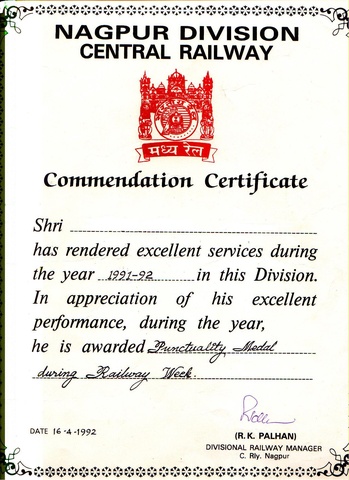 NAGPUR DIVISION
CENTRAL RAILWAY
मध्य रेल
Commendation Certificate
Shri
has rendered excellent services during
the year 1991-92 in this Division.
In appreciation of his excellent
performance, during the year,
he is awarded Punctuality Medal
during Railway Week.
DATE 16-4-1992
(R.K. PALHAN)
DIVISIONAL RAILWAY MANAGER
C. Rly. Nagpur